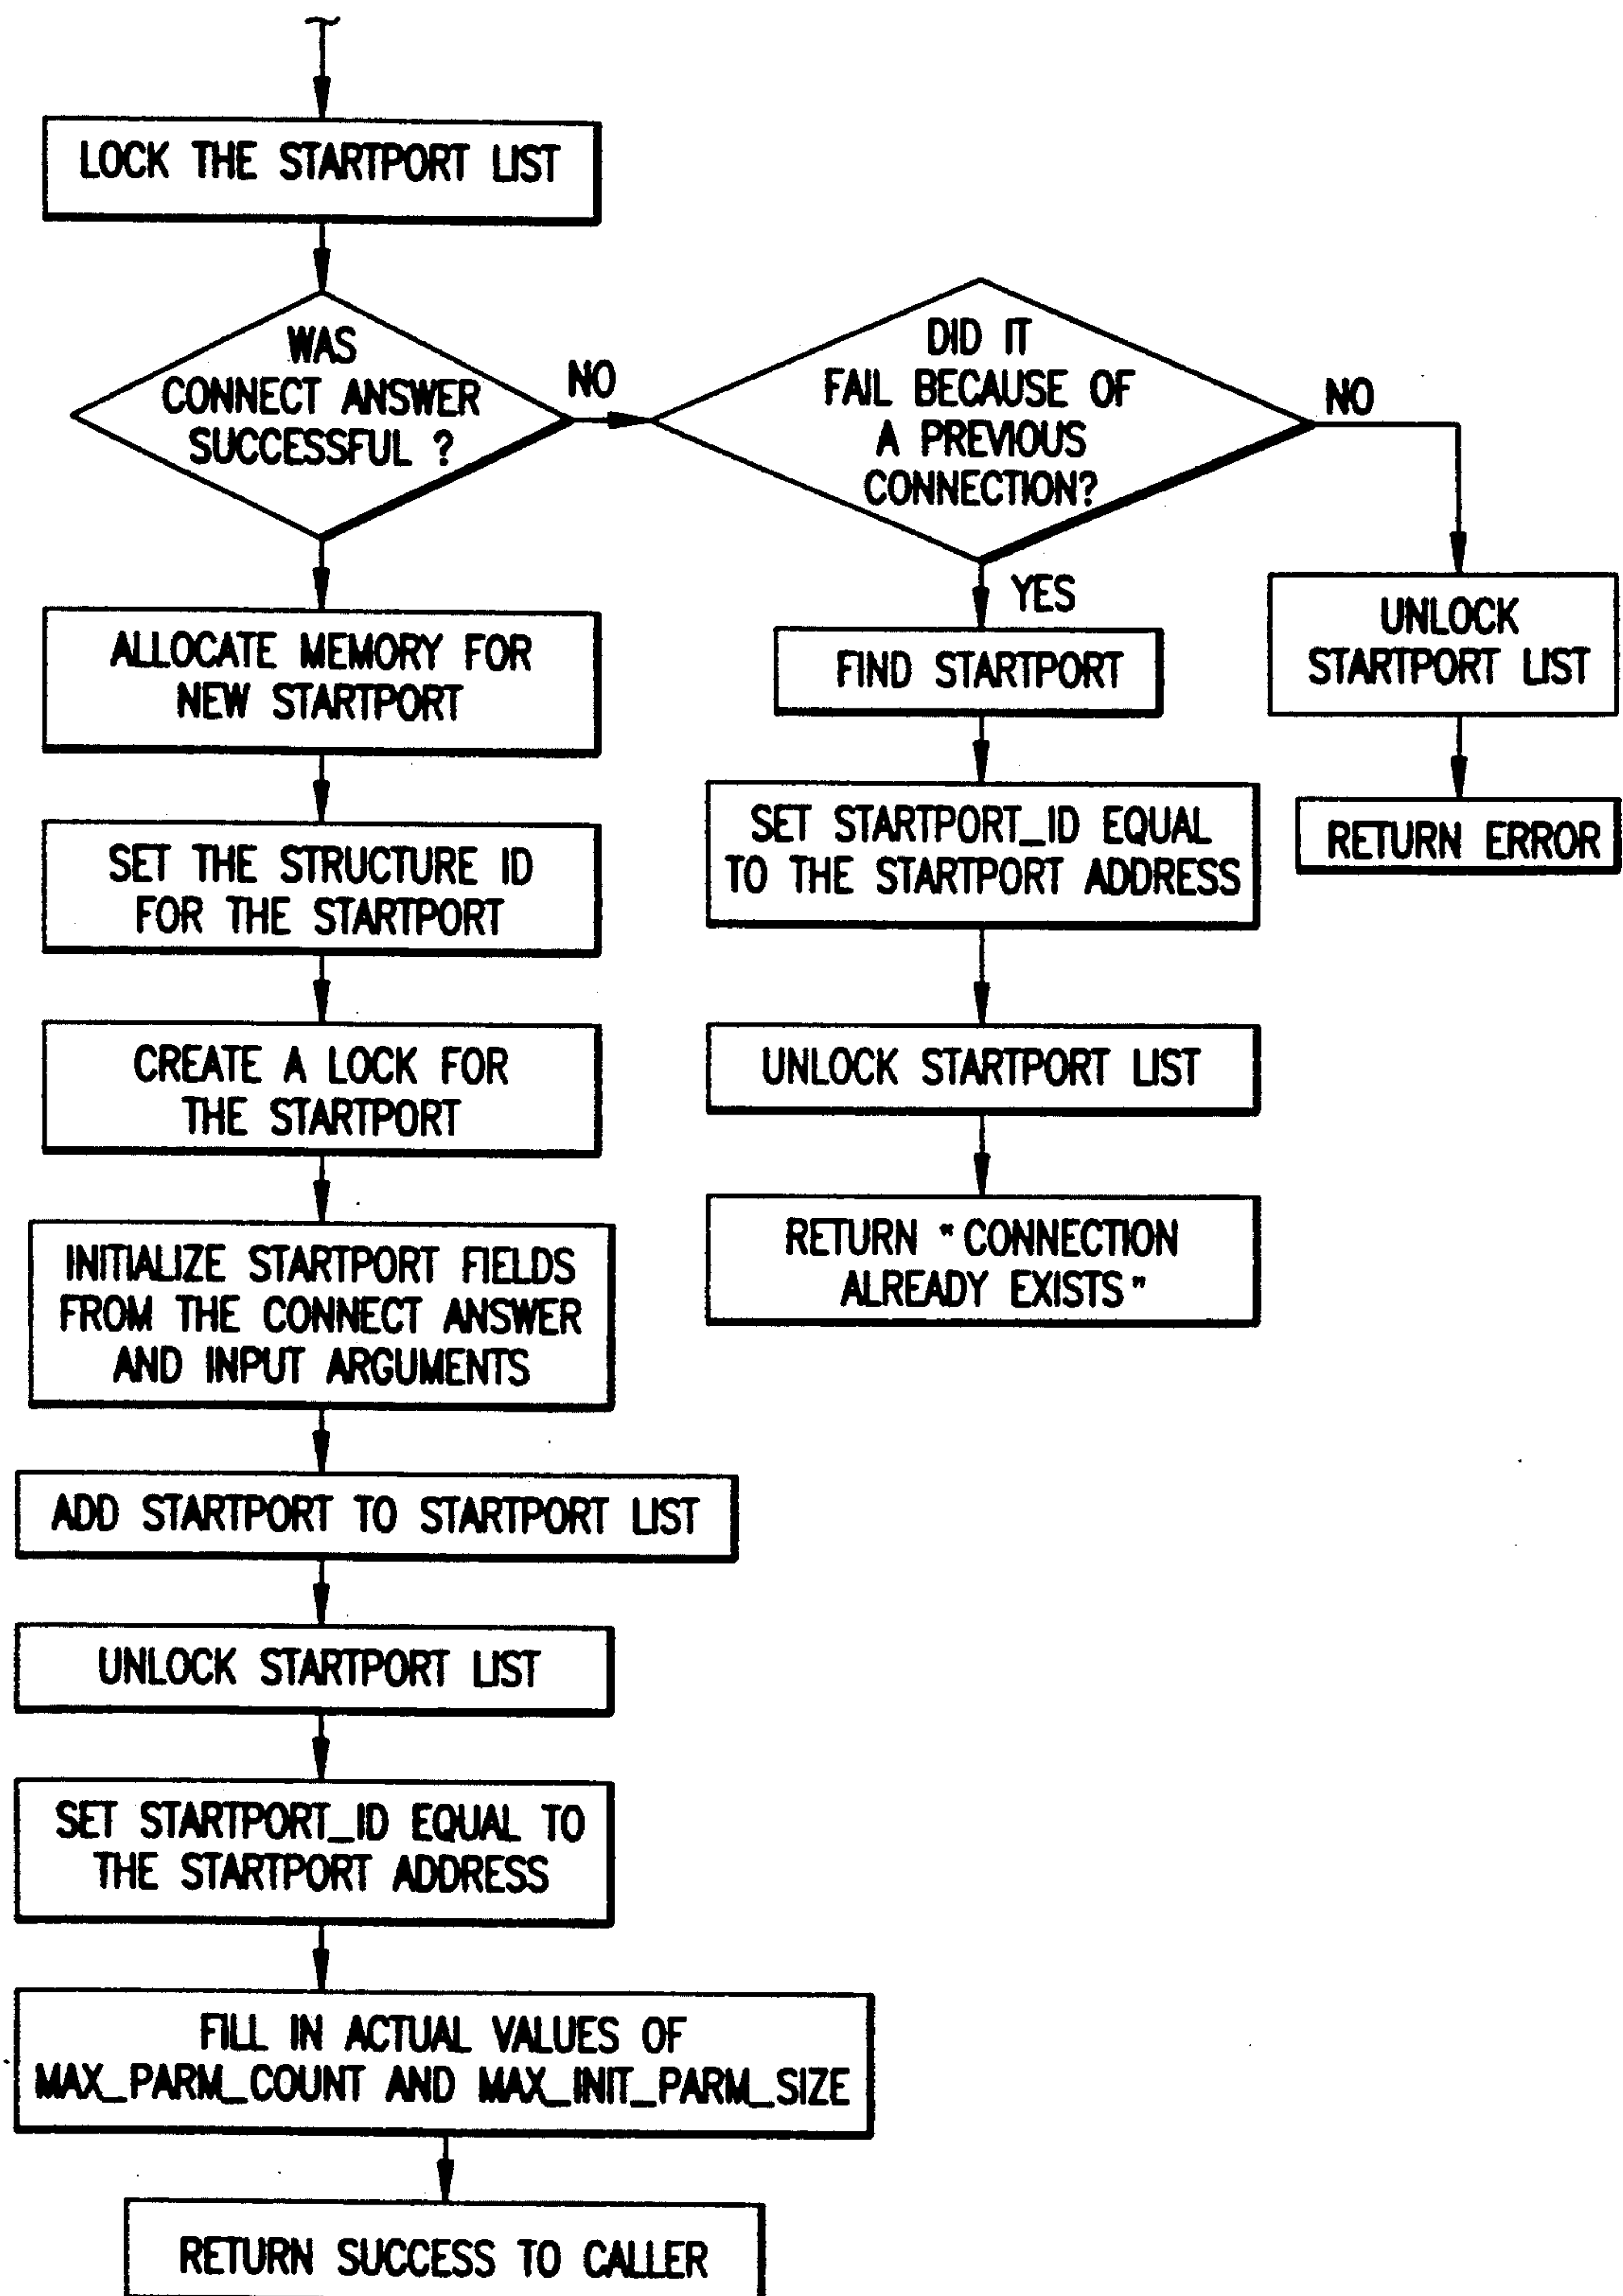 LOCK THE STARTPORT LIST
WAS
CONNECT ANSWER
SUCCESSFUL ?
NO
DID IT
FAIL BECAUSE OF
A PREVIOUS
CONNECTION?
NO
YES
ALLOCATE MEMORY FOR
NEW STARTPORT
FIND STARTPORT
UNLOCK
STARTPORT LIST
SET THE STRUCTURE ID
FOR THE STARTPORT
SET STARTPORT_ID EQUAL
TO THE STARTPORT ADDRESS
RETURN ERROR
CREATE A LOCK FOR
THE STARTPORT
UNLOCK STARTPORT LIST
INITIALIZE STARTPORT FIELDS
FROM THE CONNECT ANSWER
AND INPUT ARGUMENTS
RETURN "CONNECTION
ALREADY EXISTS"
ADD STARTPORT TO STARTPORT LIST
UNLOCK STARTPORT LIST
SET STARTPORT_ID EQUAL TO
THE STARTPORT ADDRESS
FILL IN ACTUAL VALUES OF
MAX_PARM_COUNT AND MAX_INIT_PARM_SIZE
RETURN SUCCESS TO CALLER